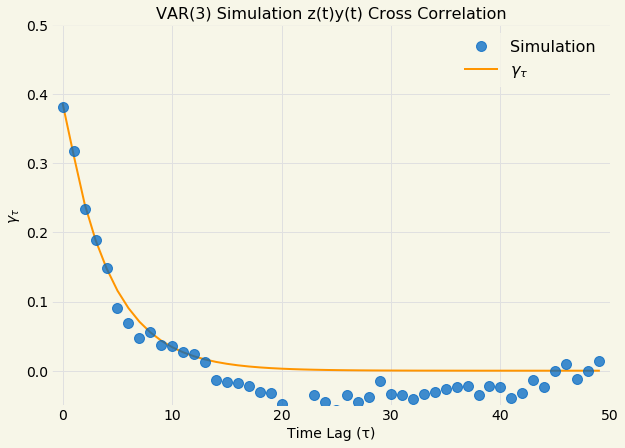 VAR(3) Simulation z(t)y(t) Cross Correlation
0.5
0.4
0.3
0.2
0.1
0.0
γτ
Simulation
γτ
0 10 20 30 40 50
Time Lag (τ)